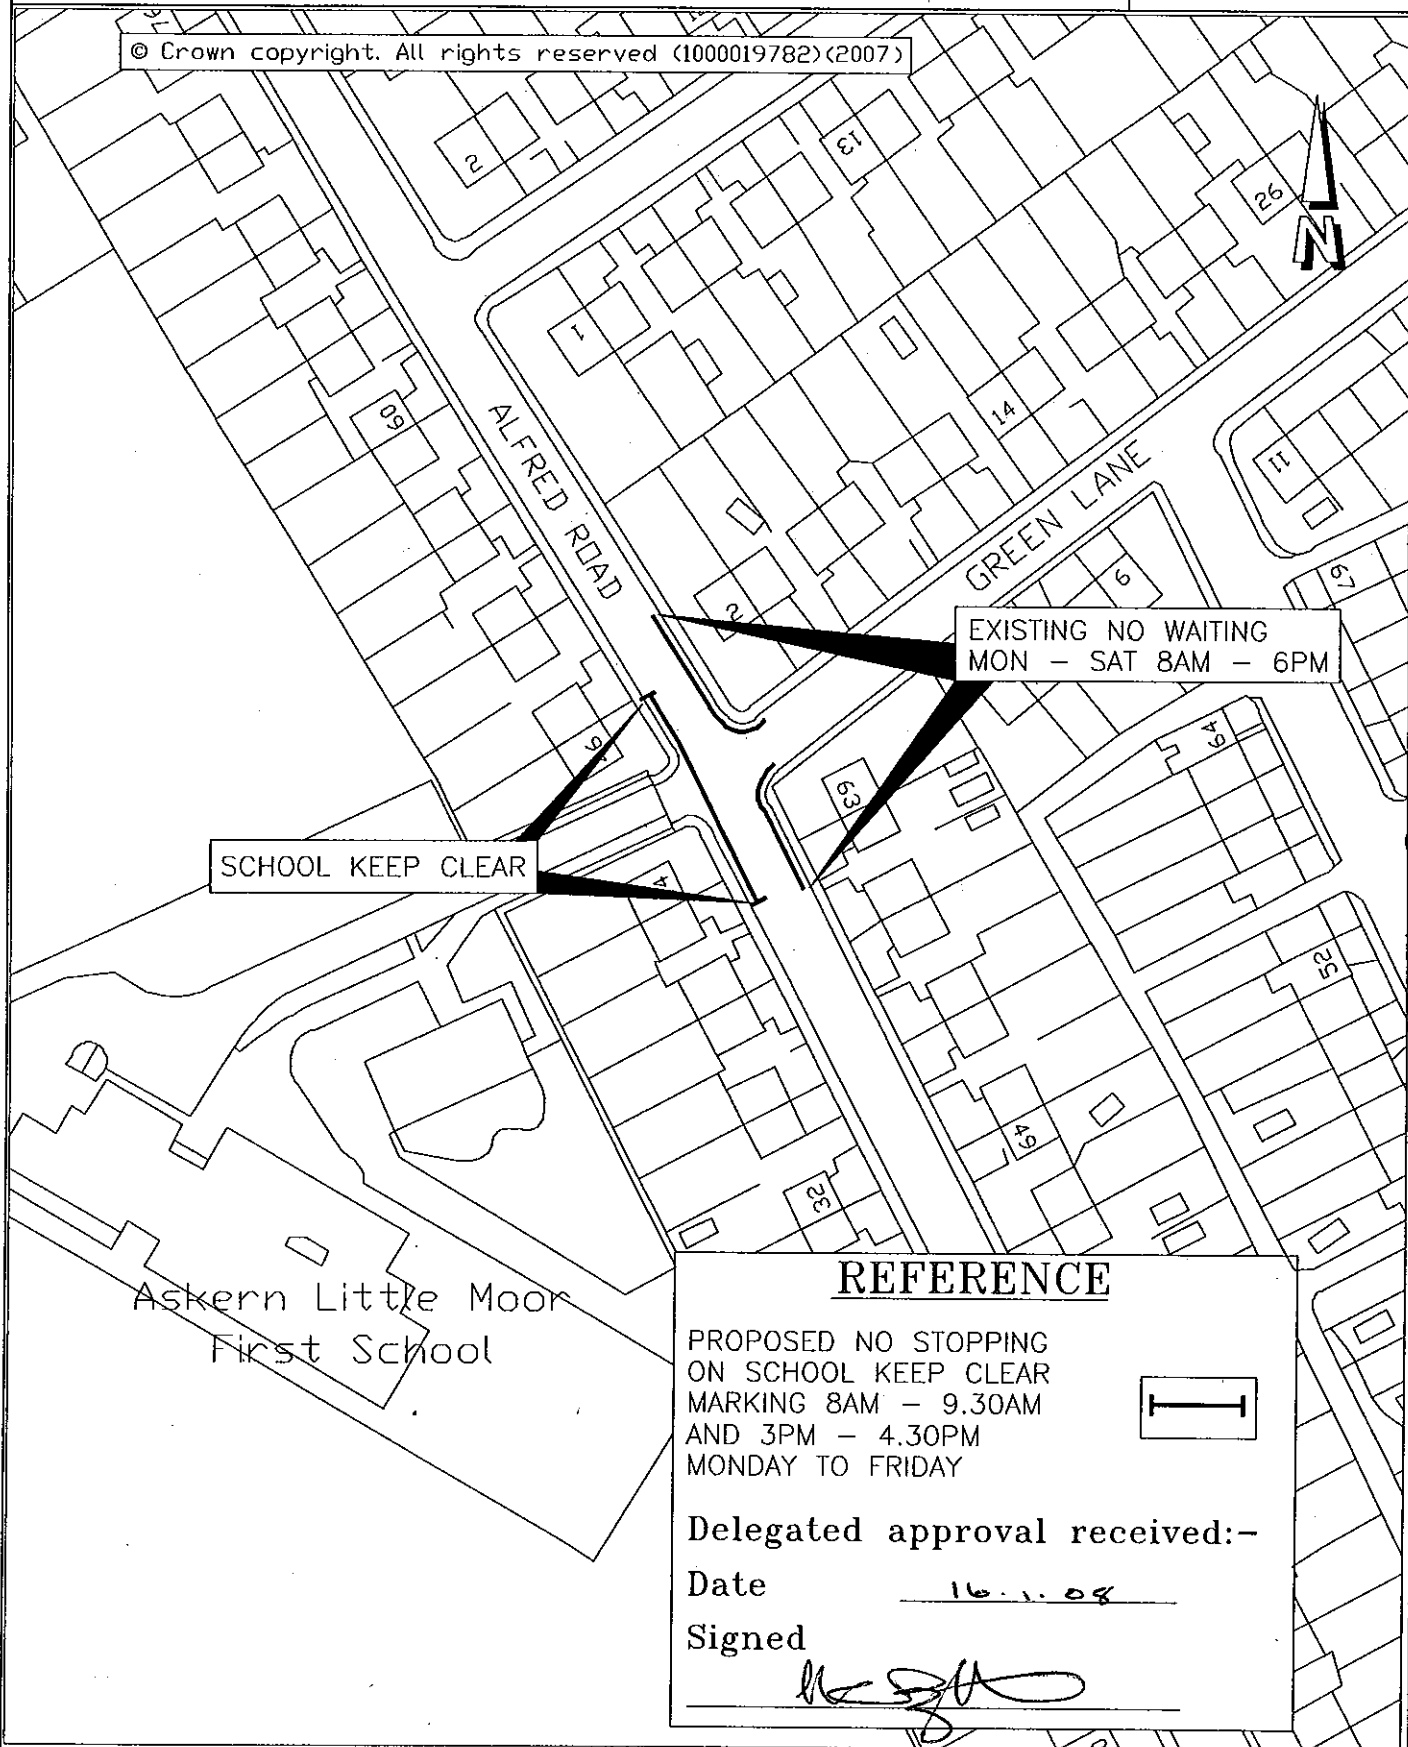 © Crown copyright. All rights reserved (1000019782)(2007)
2
13
26
1
60
ALFRED ROAD
14
11
GREEN LANE
2
6
67
EXISTING NO WAITING
MON - SAT 8AM - 6PM
64
63
SCHOOL KEEP CLEAR
4
52
49
32
Askern Little Moor
First School
REFERENCE
PROPOSED NO STOPPING
ON SCHOOL KEEP CLEAR
MARKING 8AM - 9.30AM
AND 3PM - 4.30PM
MONDAY TO FRIDAY
Delegated approval received:-
Date 16.1.08
Signed
N